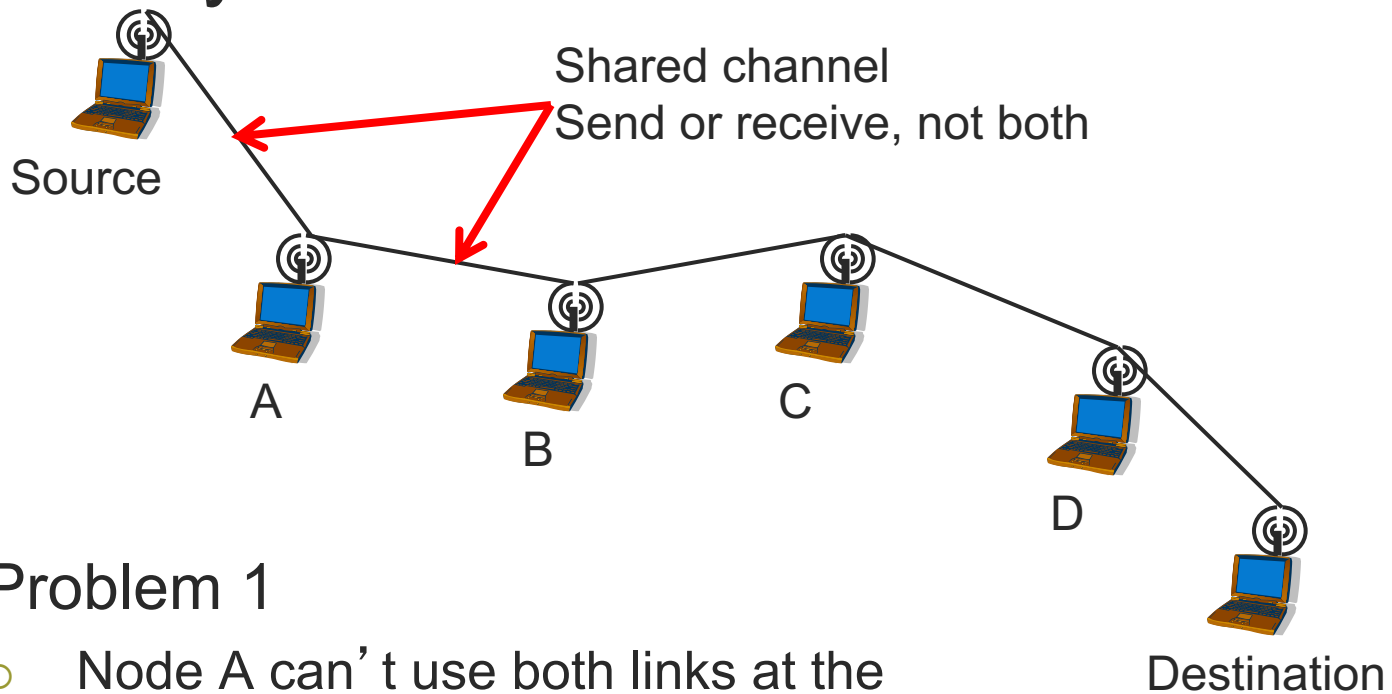 Shared channel
Send or receive, not both
Source
A
B
C
D
Problem 1
Node A can’t use both links at the
Destination